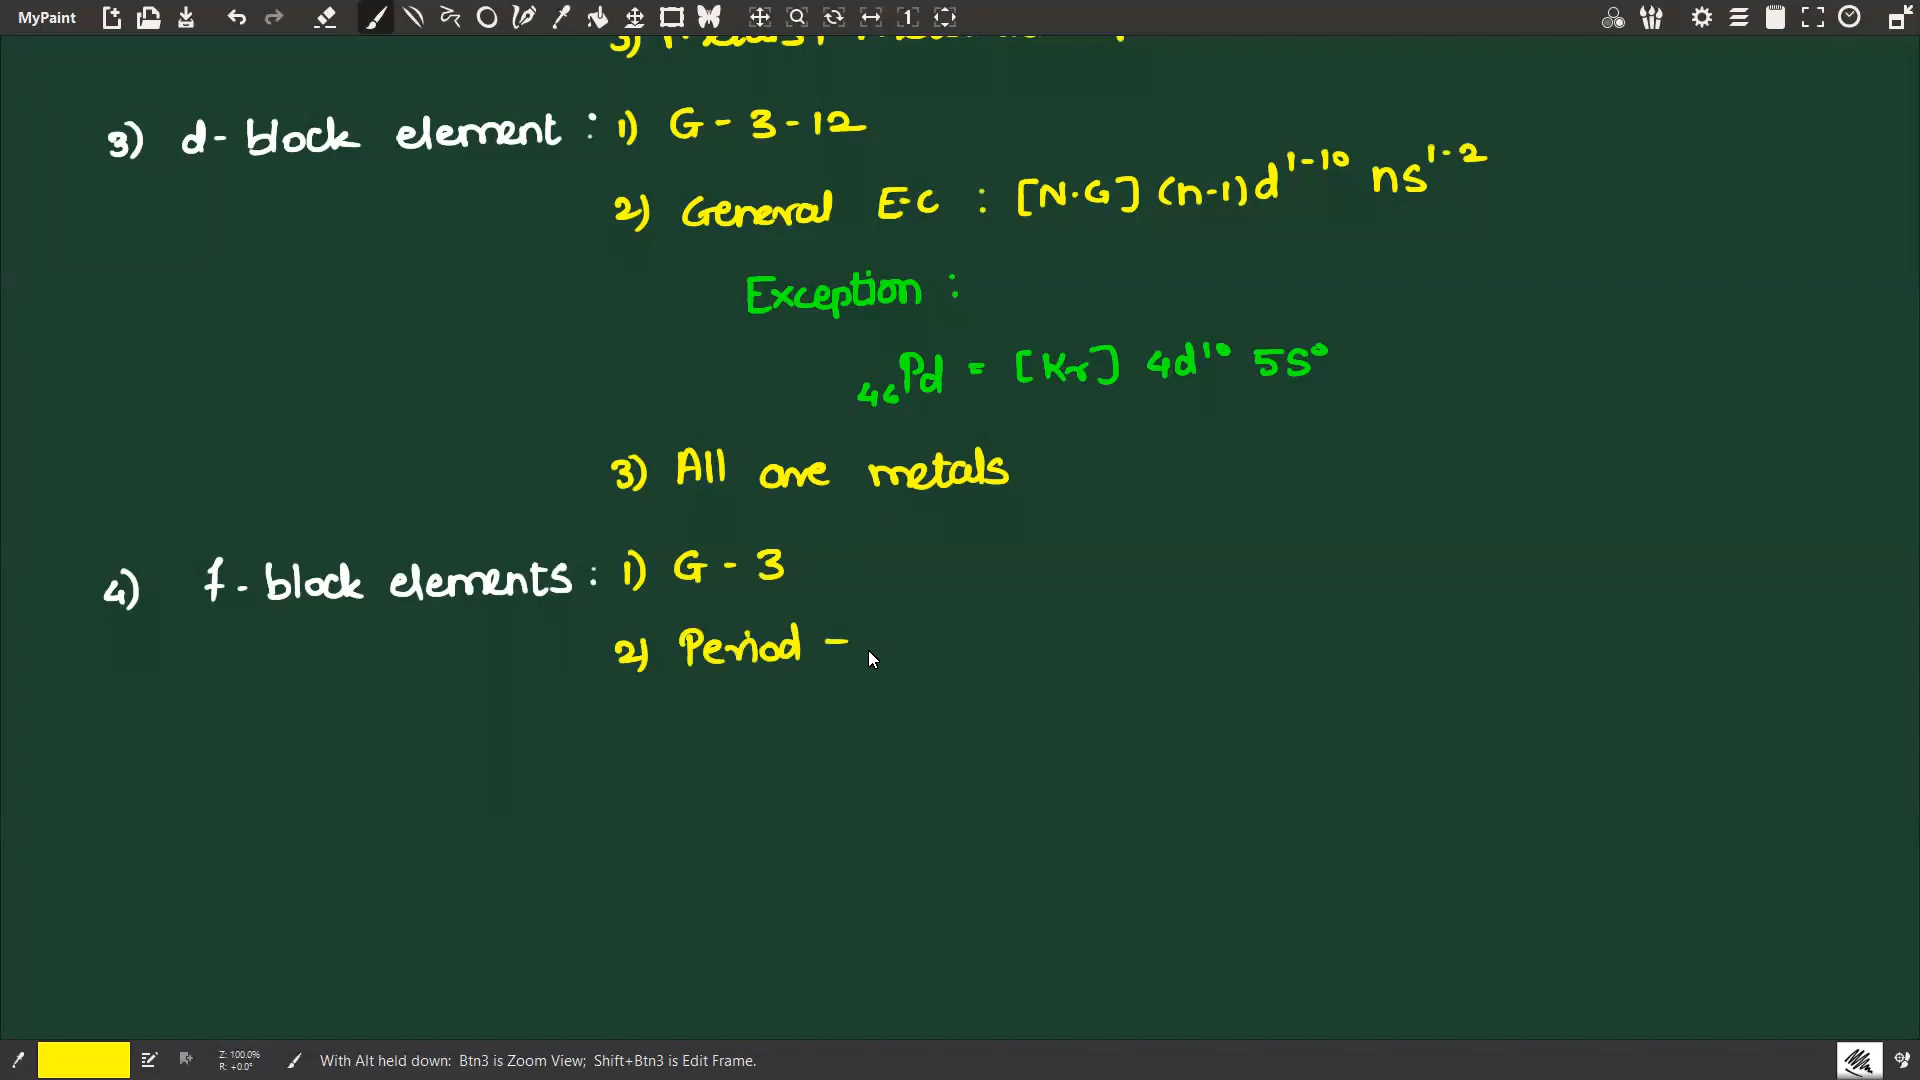 MyPaint
3)
3) d-block element : 1) G - 3 - 12
2) General E.C : [N.G] (n-1)d¹⁻¹⁰ ns¹⁻²
Exception :
₄₆Pd = [Kr] 4d¹⁰ 5s⁰
3) All are metals
4) f-block elements : 1) G - 3
2) Period -
Z: 100.0%
R: +0.0°
With Alt held down: Btn3 is Zoom View; Shift+Btn3 is Edit Frame.